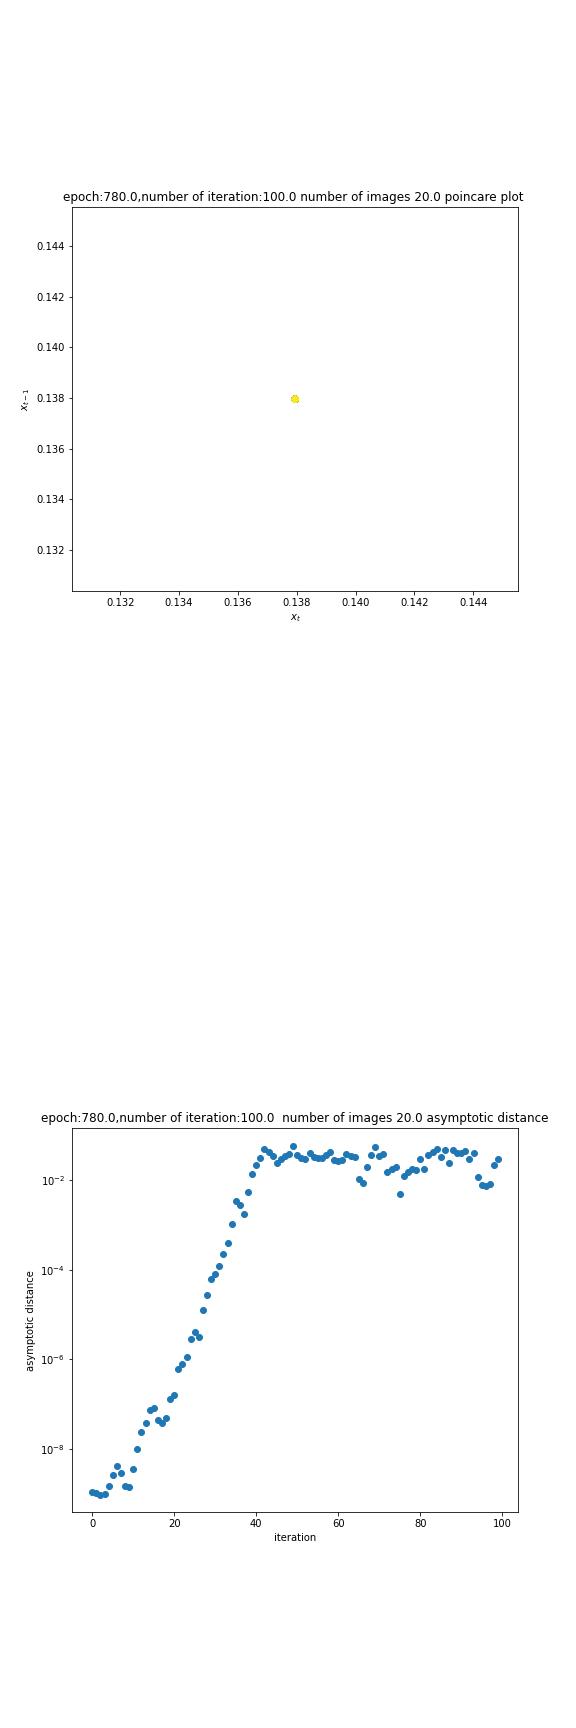 epoch:780.0,number of iteration:100.0 number of images 20.0 poincare plot
0.144
0.142
0.140
0.138
0.136
0.134
0.132
x_{t-1}
0.132 0.134 0.136 0.138 0.140 0.142 0.144
x_t
epoch:780.0,number of iteration:100.0  number of images 20.0 asymptotic distance
10^{-2}
10^{-4}
10^{-6}
10^{-8}
asymptotic distance
0 20 40 60 80 100
iteration